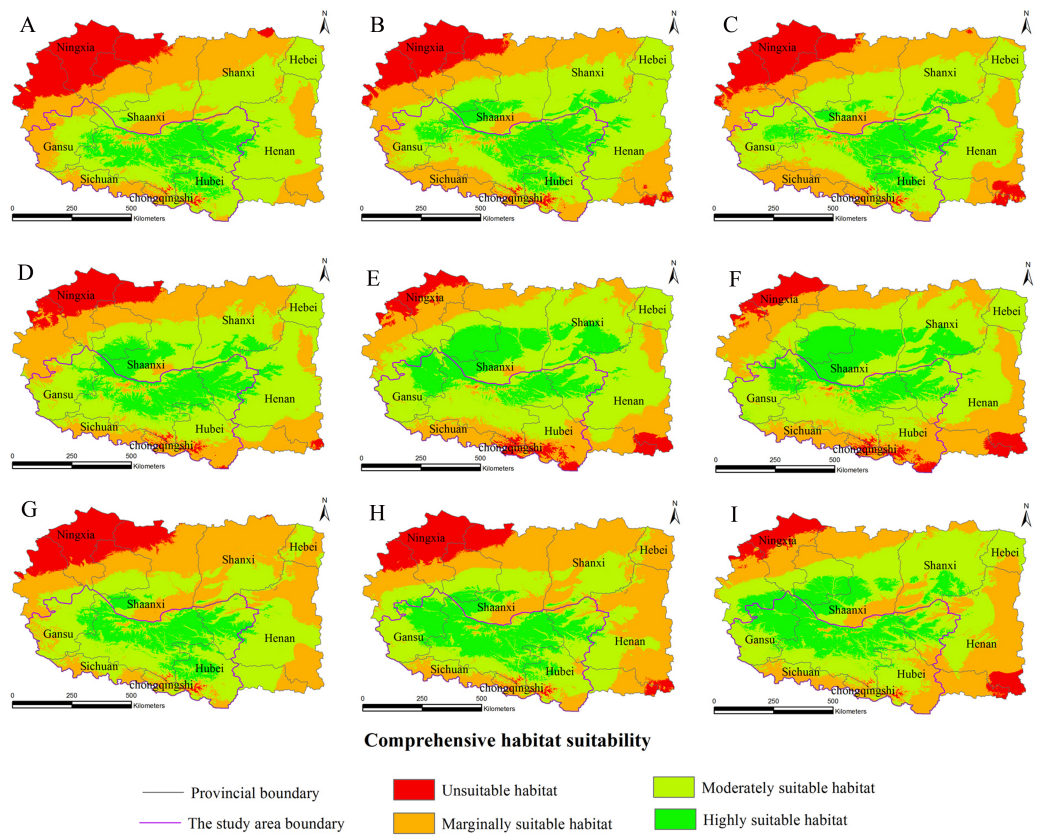 A
N
Ningxia
Hebei
Shanxi
Shaanxi
Gansu
Henan
Sichuan
Hubei
chongqingshi
0 250 500
Kilometers
B
N
Ningxia
Hebei
Shanxi
Shaanxi
Gansu
Henan
Sichuan
Hubei
chongqingshi
0 250 500
Kilometers
C
N
Ningxia
Hebei
Shanxi
Shaanxi
Gansu
Henan
Sichuan
Hubei
chongqingshi
0 250 500
Kilometers
D
N
Ningxia
Hebei
Shanxi
Shaanxi
Gansu
Henan
Sichuan
Hubei
chongqingshi
0 250 500
Kilometers
E
N
Ningxia
Hebei
Shanxi
Shaanxi
Gansu
Henan
Sichuan
Hubei
chongqingshi
0 250 500
Kilometers
F
N
Ningxia
Hebei
Shanxi
Shaanxi
Gansu
Henan
Sichuan
Hubei
chongqingshi
0 250 500
Kilometers
G
N
Ningxia
Hebei
Shanxi
Shaanxi
Gansu
Henan
Sichuan
Hubei
chongqingshi
0 250 500
Kilometers
H
N
Ningxia
Hebei
Shanxi
Shaanxi
Gansu
Henan
Sichuan
Hubei
chongqingshi
0 250 500
Kilometers
I
N
Ningxia
Hebei
Shanxi
Shaanxi
Gansu
Henan
Sichuan
Hubei
chongqingshi
0 250 500
Kilometers
Comprehensive habitat suitability
Provincial boundary
Unsuitable habitat
Moderately suitable habitat
The study area boundary
Marginally suitable habitat
Highly suitable habitat